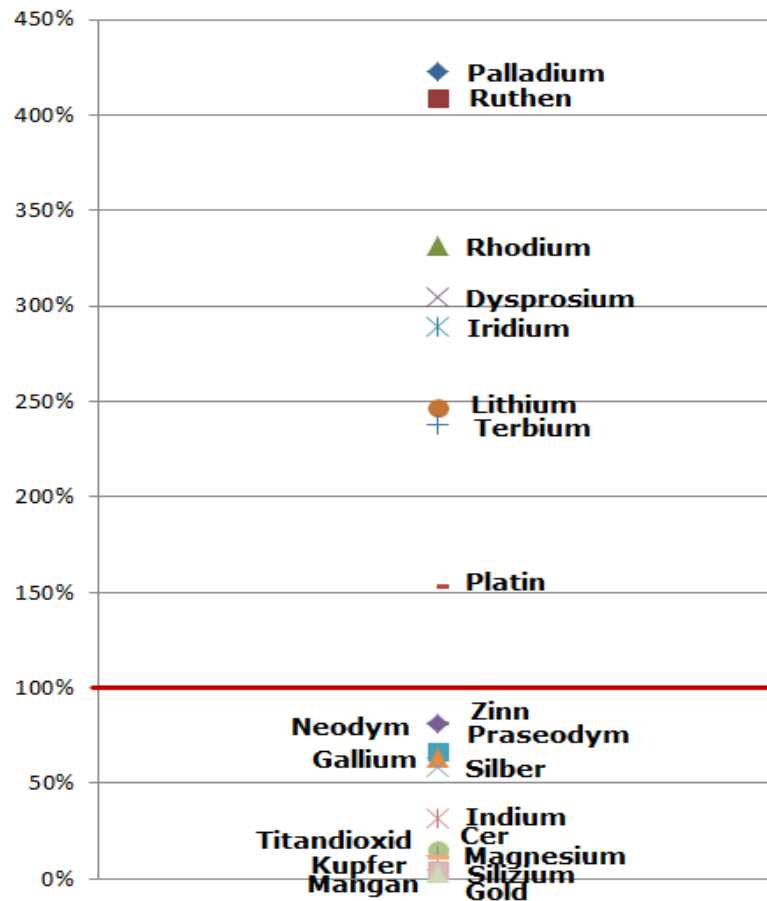 450%
Palladium
400%
Ruthen
350%
Rhodium
300%
Dysprosium
Iridium
250%
Lithium
Terbium
200%
150%
Platin
100%
Zinn
Neodym
Praseodym
Gallium
Silber
50%
Indium
Titandioxid
Cer
Magnesium
Kupfer
Silizium
Mangan
Gold
0%